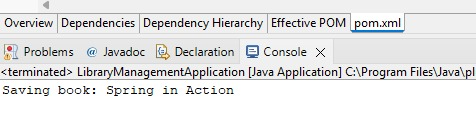 Overview Dependencies Dependency Hierarchy Effective POM pom.xml
Problems @ Javadoc Declaration Console
<terminated> LibraryManagementApplication [Java Application] C:\Program Files\Java\pl
Saving book: Spring in Action